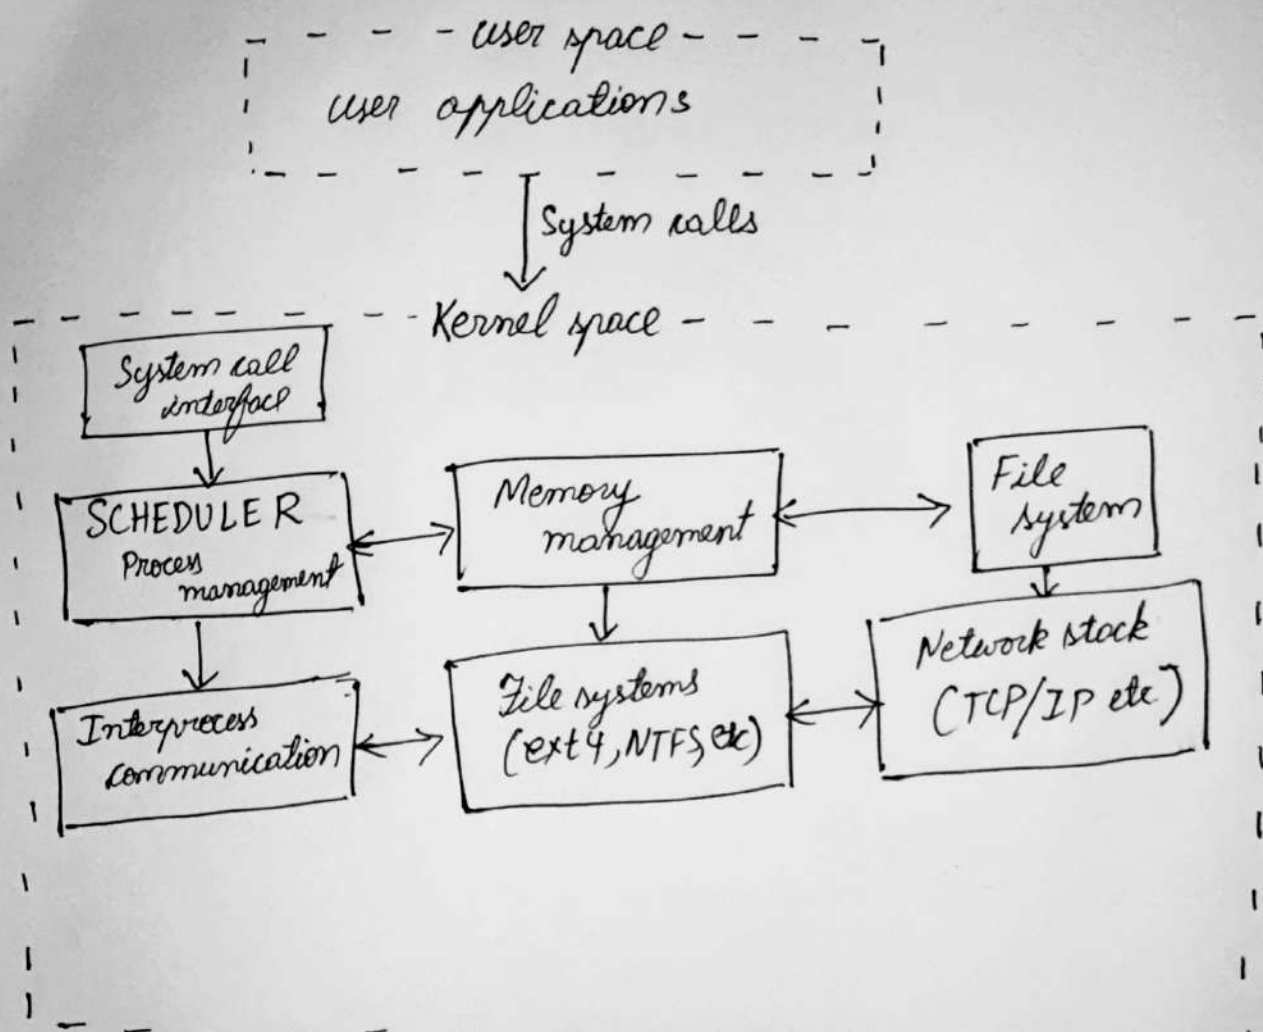 user space
user applications
System calls
Kernel space
System call
interface
SCHEDULER
Process
management
Memory
management
File
system
Interprocess
communication
File systems
(ext4, NTFS, etc)
Network stack
(TCP/IP etc)